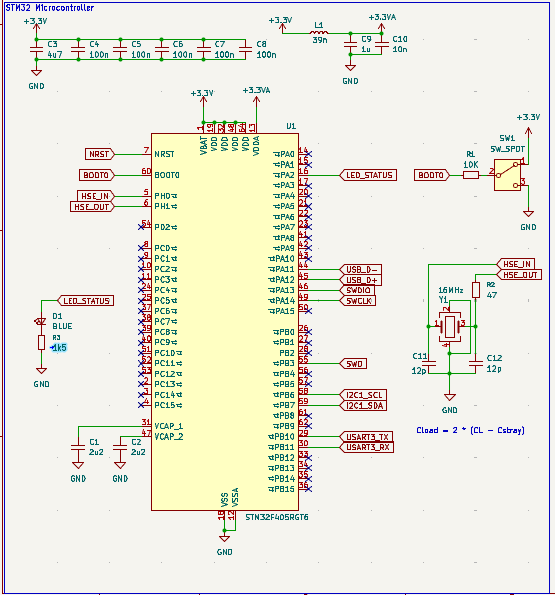 STM32 Microcontroller
+3.3V
C3
4u7
C4
100n
C5
100n
C6
100n
C7
100n
C8
100n
GND
+3.3V
L1
39n
+3.3VA
C9
1u
C10
10n
GND
+3.3V
+3.3VA
U1
1
19
32
48
64
13
VBAT
VDD
VDD
VDD
VDD
VDDA
NRST
7
NRST
BOOT0
60
BOOT0
HSE_IN
5
PH0
HSE_OUT
6
PH1
54
PD2
8
PC0
9
PC1
10
PC2
11
PC3
24
PC4
25
PC5
37
PC6
38
PC7
39
PC8
40
PC9
51
PC10
52
PC11
53
PC12
2
PC13
3
PC14
4
PC15
31
VCAP_1
47
VCAP_2
PA0
14
PA1
15
PA2
16
LED_STATUS
PA3
17
PA4
20
PA5
21
PA6
22
PA7
23
PA8
41
PA9
42
PA10
43
PA11
44
USB_D-
PA12
45
USB_D+
PA13
46
SWDIO
PA14
49
SWCLK
PA15
50
PB0
26
PB1
27
PB2
28
PB3
55
SWO
PB4
56
PB5
57
PB6
58
I2C1_SCL
PB7
59
I2C1_SDA
PB8
61
PB9
62
PB10
29
USART3_TX
PB11
30
USART3_RX
PB12
33
PB13
34
PB14
35
PB15
36
VSS
VSSA
18
12
STM32F405RGT6
GND
LED_STATUS
D1
BLUE
R3
1k5
GND
C1
2u2
C2
2u2
GND
GND
+3.3V
SW1
SW_SPDT
BOOT0
R1
10K
2
1
3
GND
HSE_IN
HSE_OUT
R2
47
16MHz
Y1
1
2
3
4
C11
12p
C12
12p
GND
Cload = 2 * (CL - Cstray)